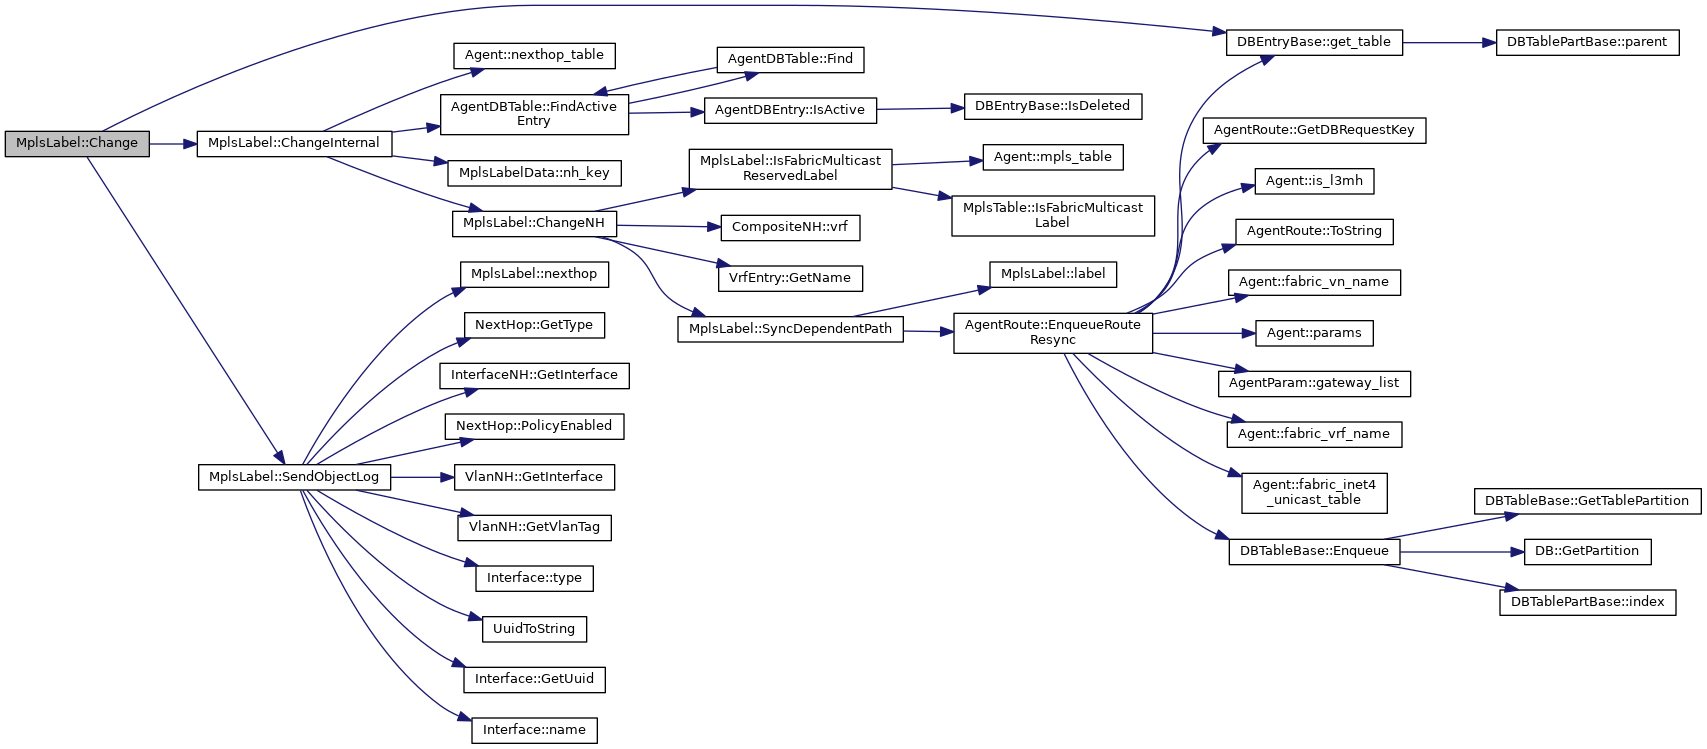 MplsLabel::Change
MplsLabel::ChangeInternal
MplsLabel::SendObjectLog
Agent::nexthop_table
AgentDBTable::FindActive
Entry
MplsLabelData::nh_key
MplsLabel::ChangeNH
MplsLabel::nexthop
NextHop::GetType
InterfaceNH::GetInterface
NextHop::PolicyEnabled
VlanNH::GetInterface
VlanNH::GetVlanTag
Interface::type
UuidToString
Interface::GetUuid
Interface::name
AgentDBTable::Find
AgentDBEntry::IsActive
MplsLabel::IsFabricMulticast
ReservedLabel
CompositeNH::vrf
VrfEntry::GetName
MplsLabel::SyncDependentPath
DBEntryBase::IsDeleted
Agent::mpls_table
MplsTable::IsFabricMulticast
Label
MplsLabel::label
AgentRoute::EnqueueRoute
Resync
DBEntryBase::get_table
AgentRoute::GetDBRequestKey
Agent::is_l3mh
AgentRoute::ToString
Agent::fabric_vn_name
Agent::params
AgentParam::gateway_list
Agent::fabric_vrf_name
Agent::fabric_inet4
_unicast_table
DBTableBase::Enqueue
DBTablePartBase::parent
DBTableBase::GetTablePartition
DB::GetPartition
DBTablePartBase::index